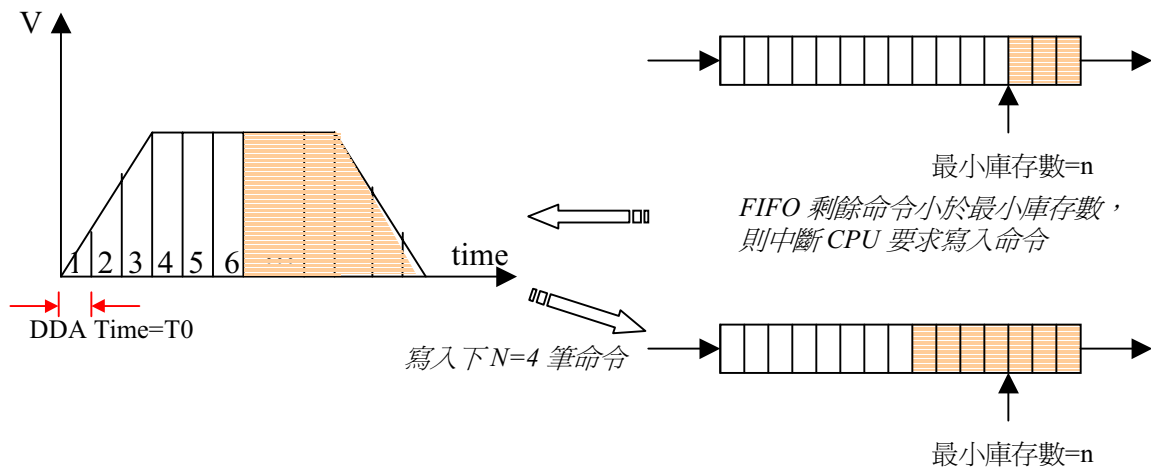 V
1 2 3 4 5 6 ...
time
DDA Time=T0
最小庫存數=n
FIFO 剩餘命令小於最小庫存數，
則中斷 CPU 要求寫入命令
寫入下 N=4 筆命令
最小庫存數=n